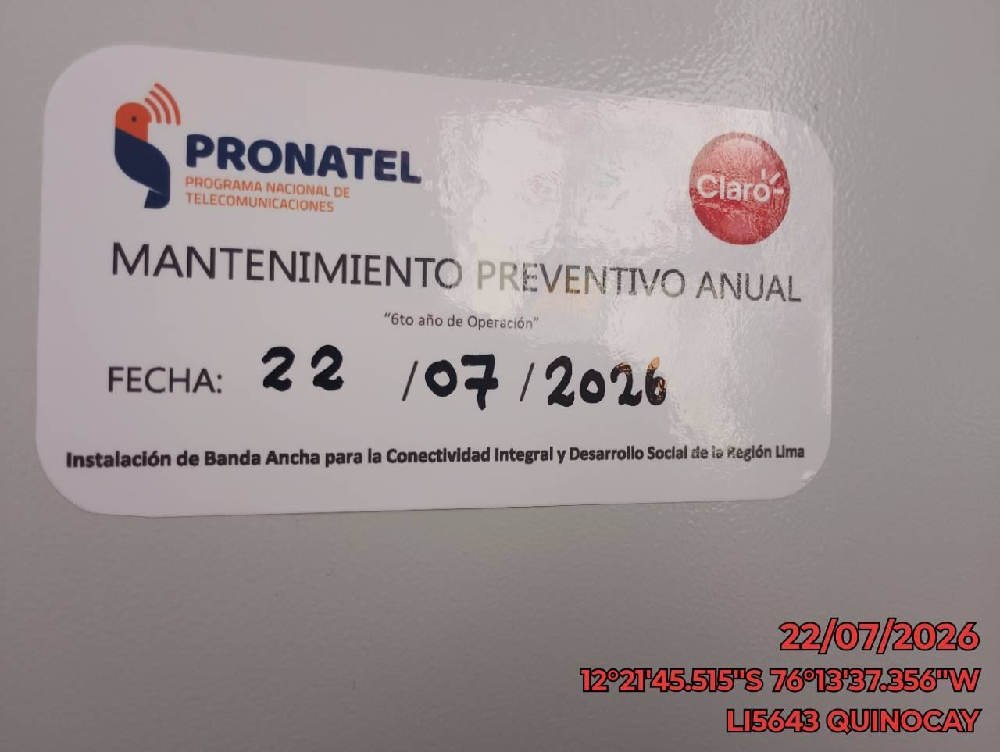 PRONATEL
PROGRAMA NACIONAL DE
TELECOMUNICACIONES
Claro
MANTENIMIENTO PREVENTIVO ANUAL
“6to año de Operación”
FECHA: 22 /07 /2026
Instalación de Banda Ancha para la Conectividad Integral y Desarrollo Social de la Región Lima
22/07/2026
12°21'45.515"S 76°13'37.356"W
LI5643 QUINOCAY